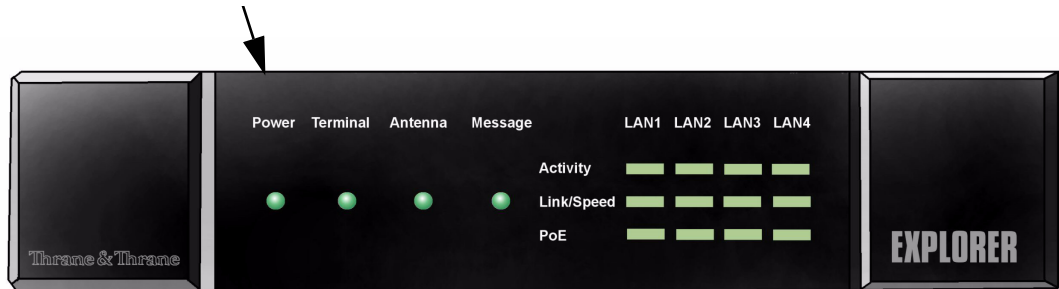 Power Terminal Antenna Message LAN1 LAN2 LAN3 LAN4
Activity
Link/Speed
PoE
Thrane & Thrane
EXPLORER